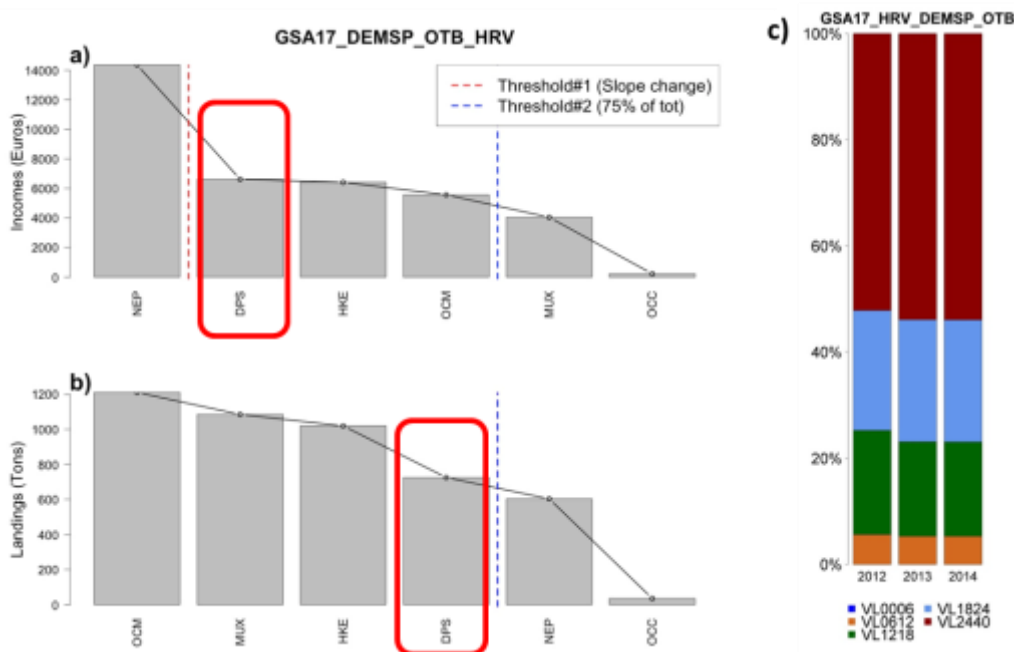 GSA17_DEMSP_OTB_HRV
a)
Incomes (Euros)
14000
12000
10000
8000
6000
4000
2000
0
Threshold#1 (Slope change)
Threshold#2 (75% of tot)
NEP DPS HKE OCM MUX OCC
b)
Landings (Tons)
1200
1000
800
600
400
200
0
OCM MUX HKE DPS NEP OCC
c)
GSA17_HRV_DEMSP_OTB
100%
80%
60%
40%
20%
0%
2012 2013 2014
VL0006 VL1824
VL0612 VL2440
VL1218